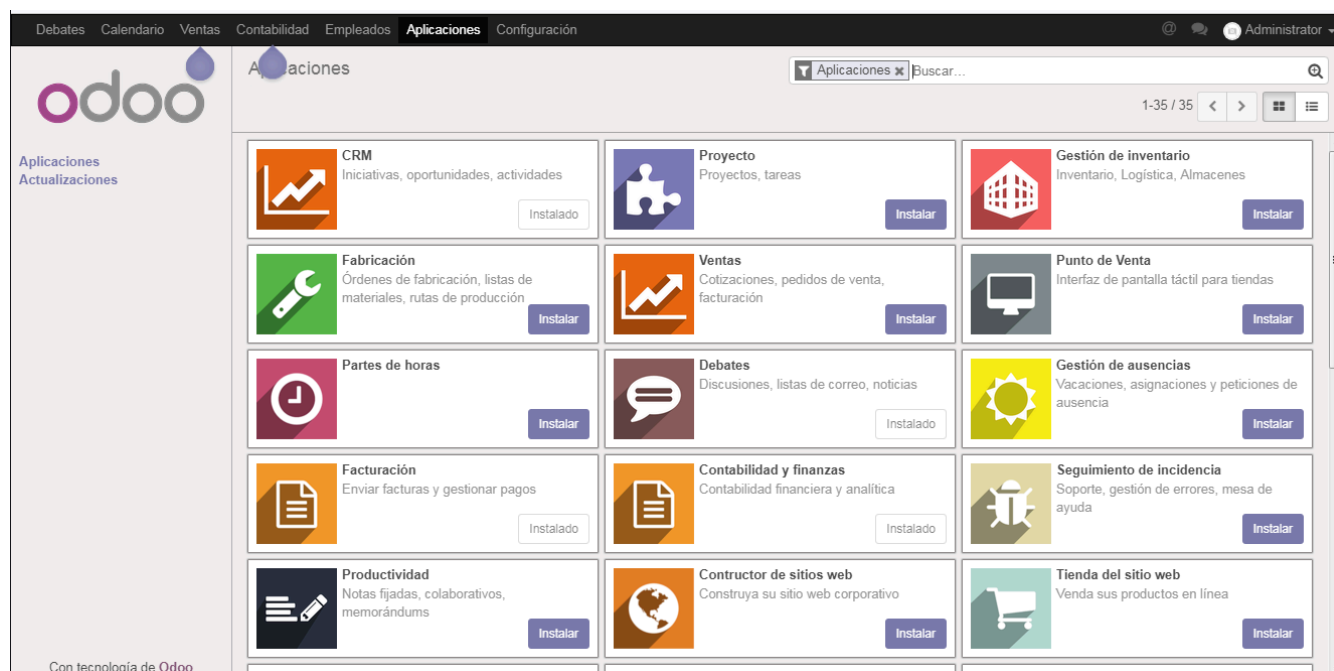 Debates Calendario Ventas Contabilidad Empleados Aplicaciones Configuración @ Administrator
odoo
Aplicaciones Buscar...
1-35 / 35
Aplicaciones
Actualizaciones
CRM
Iniciativas, oportunidades, actividades
Instalado
Proyecto
Proyectos, tareas
Instalar
Gestión de inventario
Inventario, Logística, Almacenes
Instalar
Fabricación
Órdenes de fabricación, listas de
materiales, rutas de producción
Instalar
Ventas
Cotizaciones, pedidos de venta,
facturación
Instalar
Punto de Venta
Interfaz de pantalla táctil para tiendas
Instalar
Partes de horas
Instalar
Debates
Discusiones, listas de correo, noticias
Instalado
Gestión de ausencias
Vacaciones, asignaciones y peticiones de
ausencia
Instalar
Facturación
Enviar facturas y gestionar pagos
Instalado
Contabilidad y finanzas
Contabilidad financiera y analítica
Instalado
Seguimiento de incidencia
Soporte, gestión de errores, mesa de
ayuda
Instalar
Productividad
Notas fijadas, colaborativos,
memorándums
Instalar
Contructor de sitios web
Construya su sitio web corporativo
Instalar
Tienda del sitio web
Venda sus productos en línea
Instalar
Con tecnología de Odoo